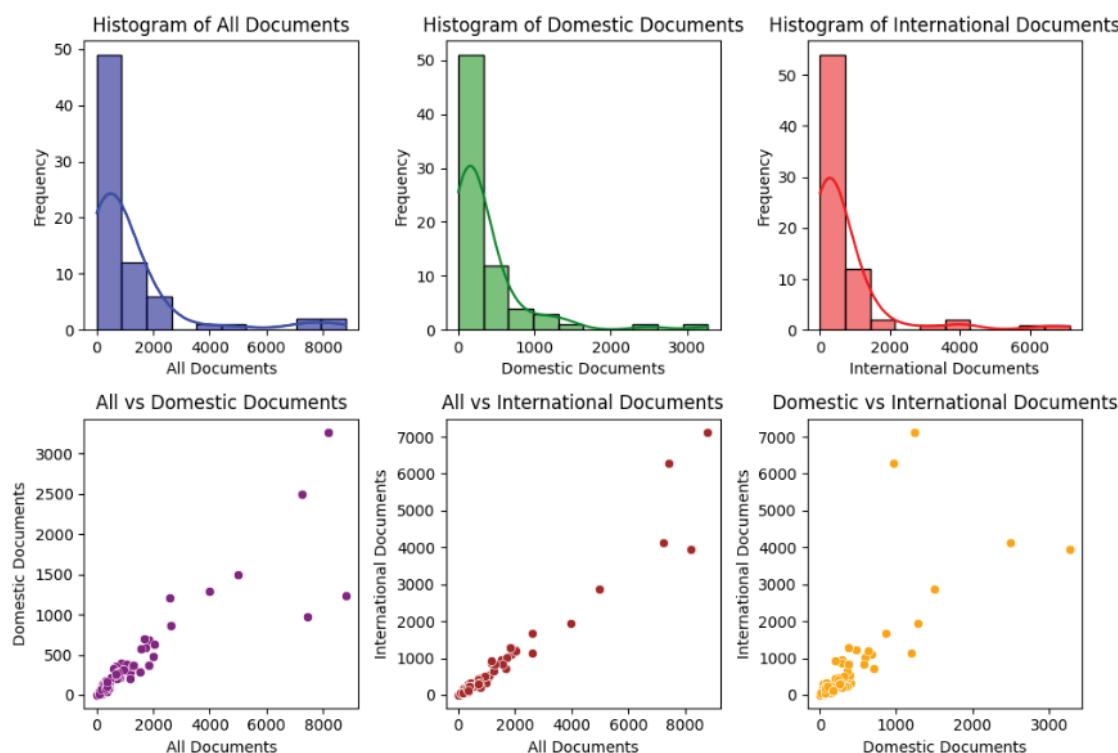 Histogram of All Documents
Histogram of Domestic Documents
Histogram of International Documents
50
40
30
20
10
0
Frequency
0 2000 4000 6000 8000
All Documents
50
40
30
20
10
0
Frequency
0 1000 2000 3000
Domestic Documents
50
40
30
20
10
0
Frequency
0 2000 4000 6000
International Documents
All vs Domestic Documents
All vs International Documents
Domestic vs International Documents
3000
2500
2000
1500
1000
500
0
Domestic Documents
0 2000 4000 6000 8000
All Documents
7000
6000
5000
4000
3000
2000
1000
0
International Documents
0 2000 4000 6000 8000
All Documents
7000
6000
5000
4000
3000
2000
1000
0
International Documents
0 1000 2000 3000
Domestic Documents